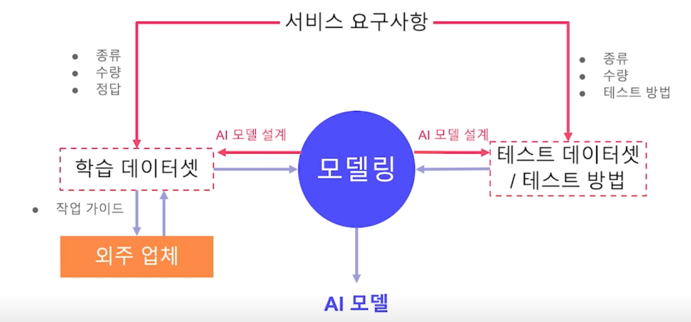 서비스 요구사항
● 종류
● 수량
● 정답
● 종류
● 수량
● 테스트 방법
AI 모델 설계
AI 모델 설계
학습 데이터셋
모델링
테스트 데이터셋
/ 테스트 방법
● 작업 가이드
외주 업체
AI 모델